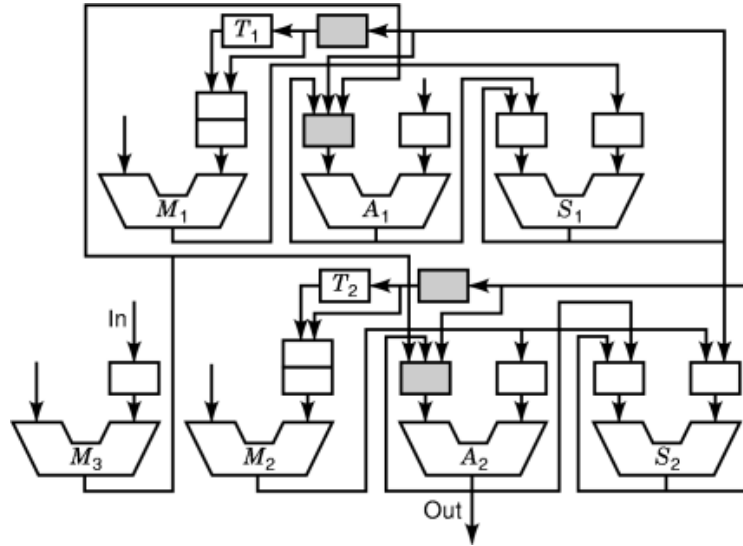 T₁
M₁
A₁
S₁
T₂
In
M₃
M₂
A₂
S₂
Out